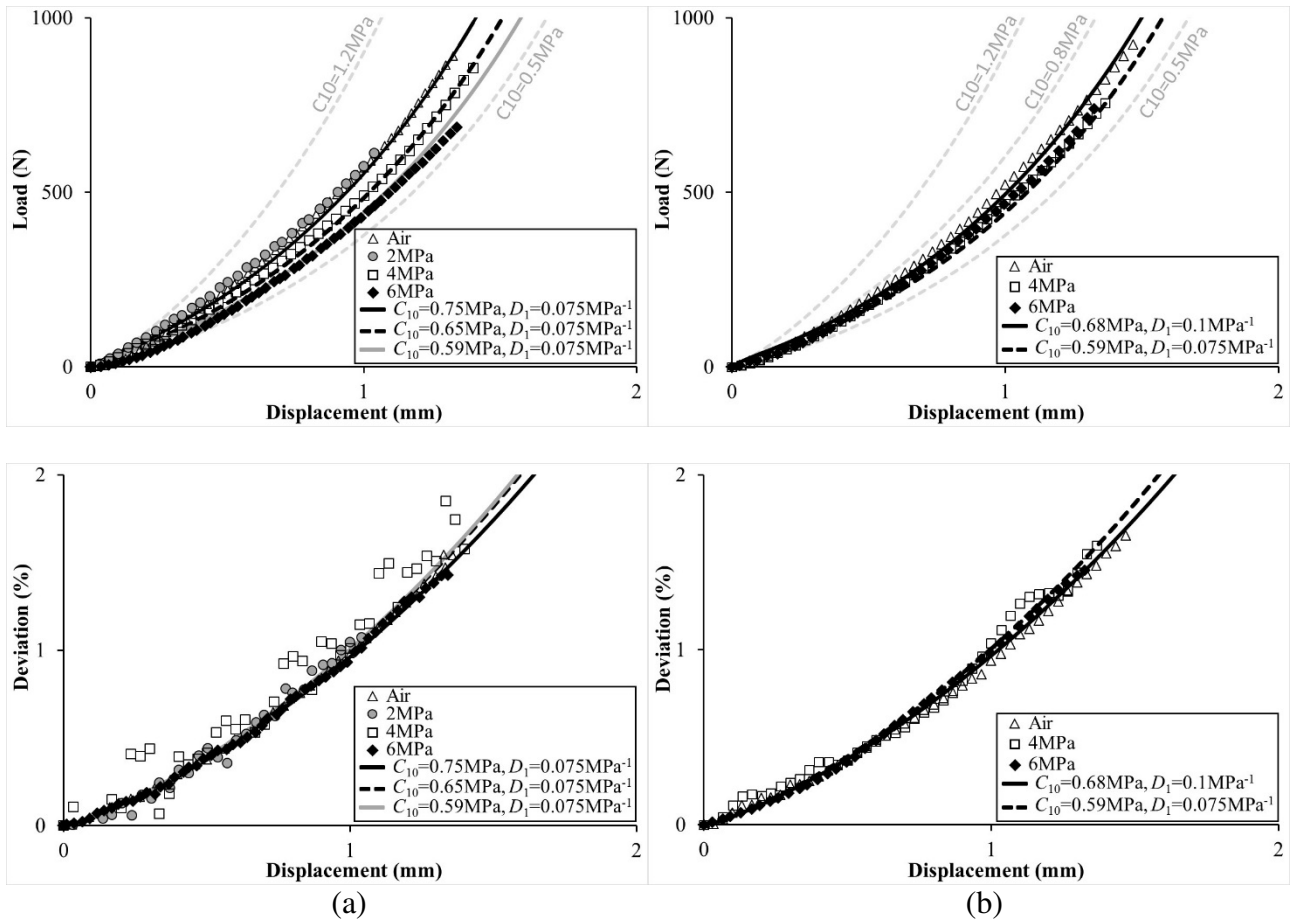 1000
500
0
Load (N)
0
1
2
Displacement (mm)
C10=1.2MPa
C10=0.5MPa
Air
2MPa
4MPa
6MPa
C₁₀=0.75MPa, D₁=0.075MPa⁻¹
C₁₀=0.65MPa, D₁=0.075MPa⁻¹
C₁₀=0.59MPa, D₁=0.075MPa⁻¹
1000
500
0
Load (N)
0
1
2
Displacement (mm)
C10=1.2MPa
C10=0.8MPa
C10=0.5MPa
Air
4MPa
6MPa
C₁₀=0.68MPa, D₁=0.1MPa⁻¹
C₁₀=0.59MPa, D₁=0.075MPa⁻¹
2
1
0
Deviation (%)
0
1
2
Displacement (mm)
Air
2MPa
4MPa
6MPa
C₁₀=0.75MPa, D₁=0.075MPa⁻¹
C₁₀=0.65MPa, D₁=0.075MPa⁻¹
C₁₀=0.59MPa, D₁=0.075MPa⁻¹
2
1
0
Deviation (%)
0
1
2
Displacement (mm)
Air
4MPa
6MPa
C₁₀=0.68MPa, D₁=0.1MPa⁻¹
C₁₀=0.59MPa, D₁=0.075MPa⁻¹
(a)
(b)